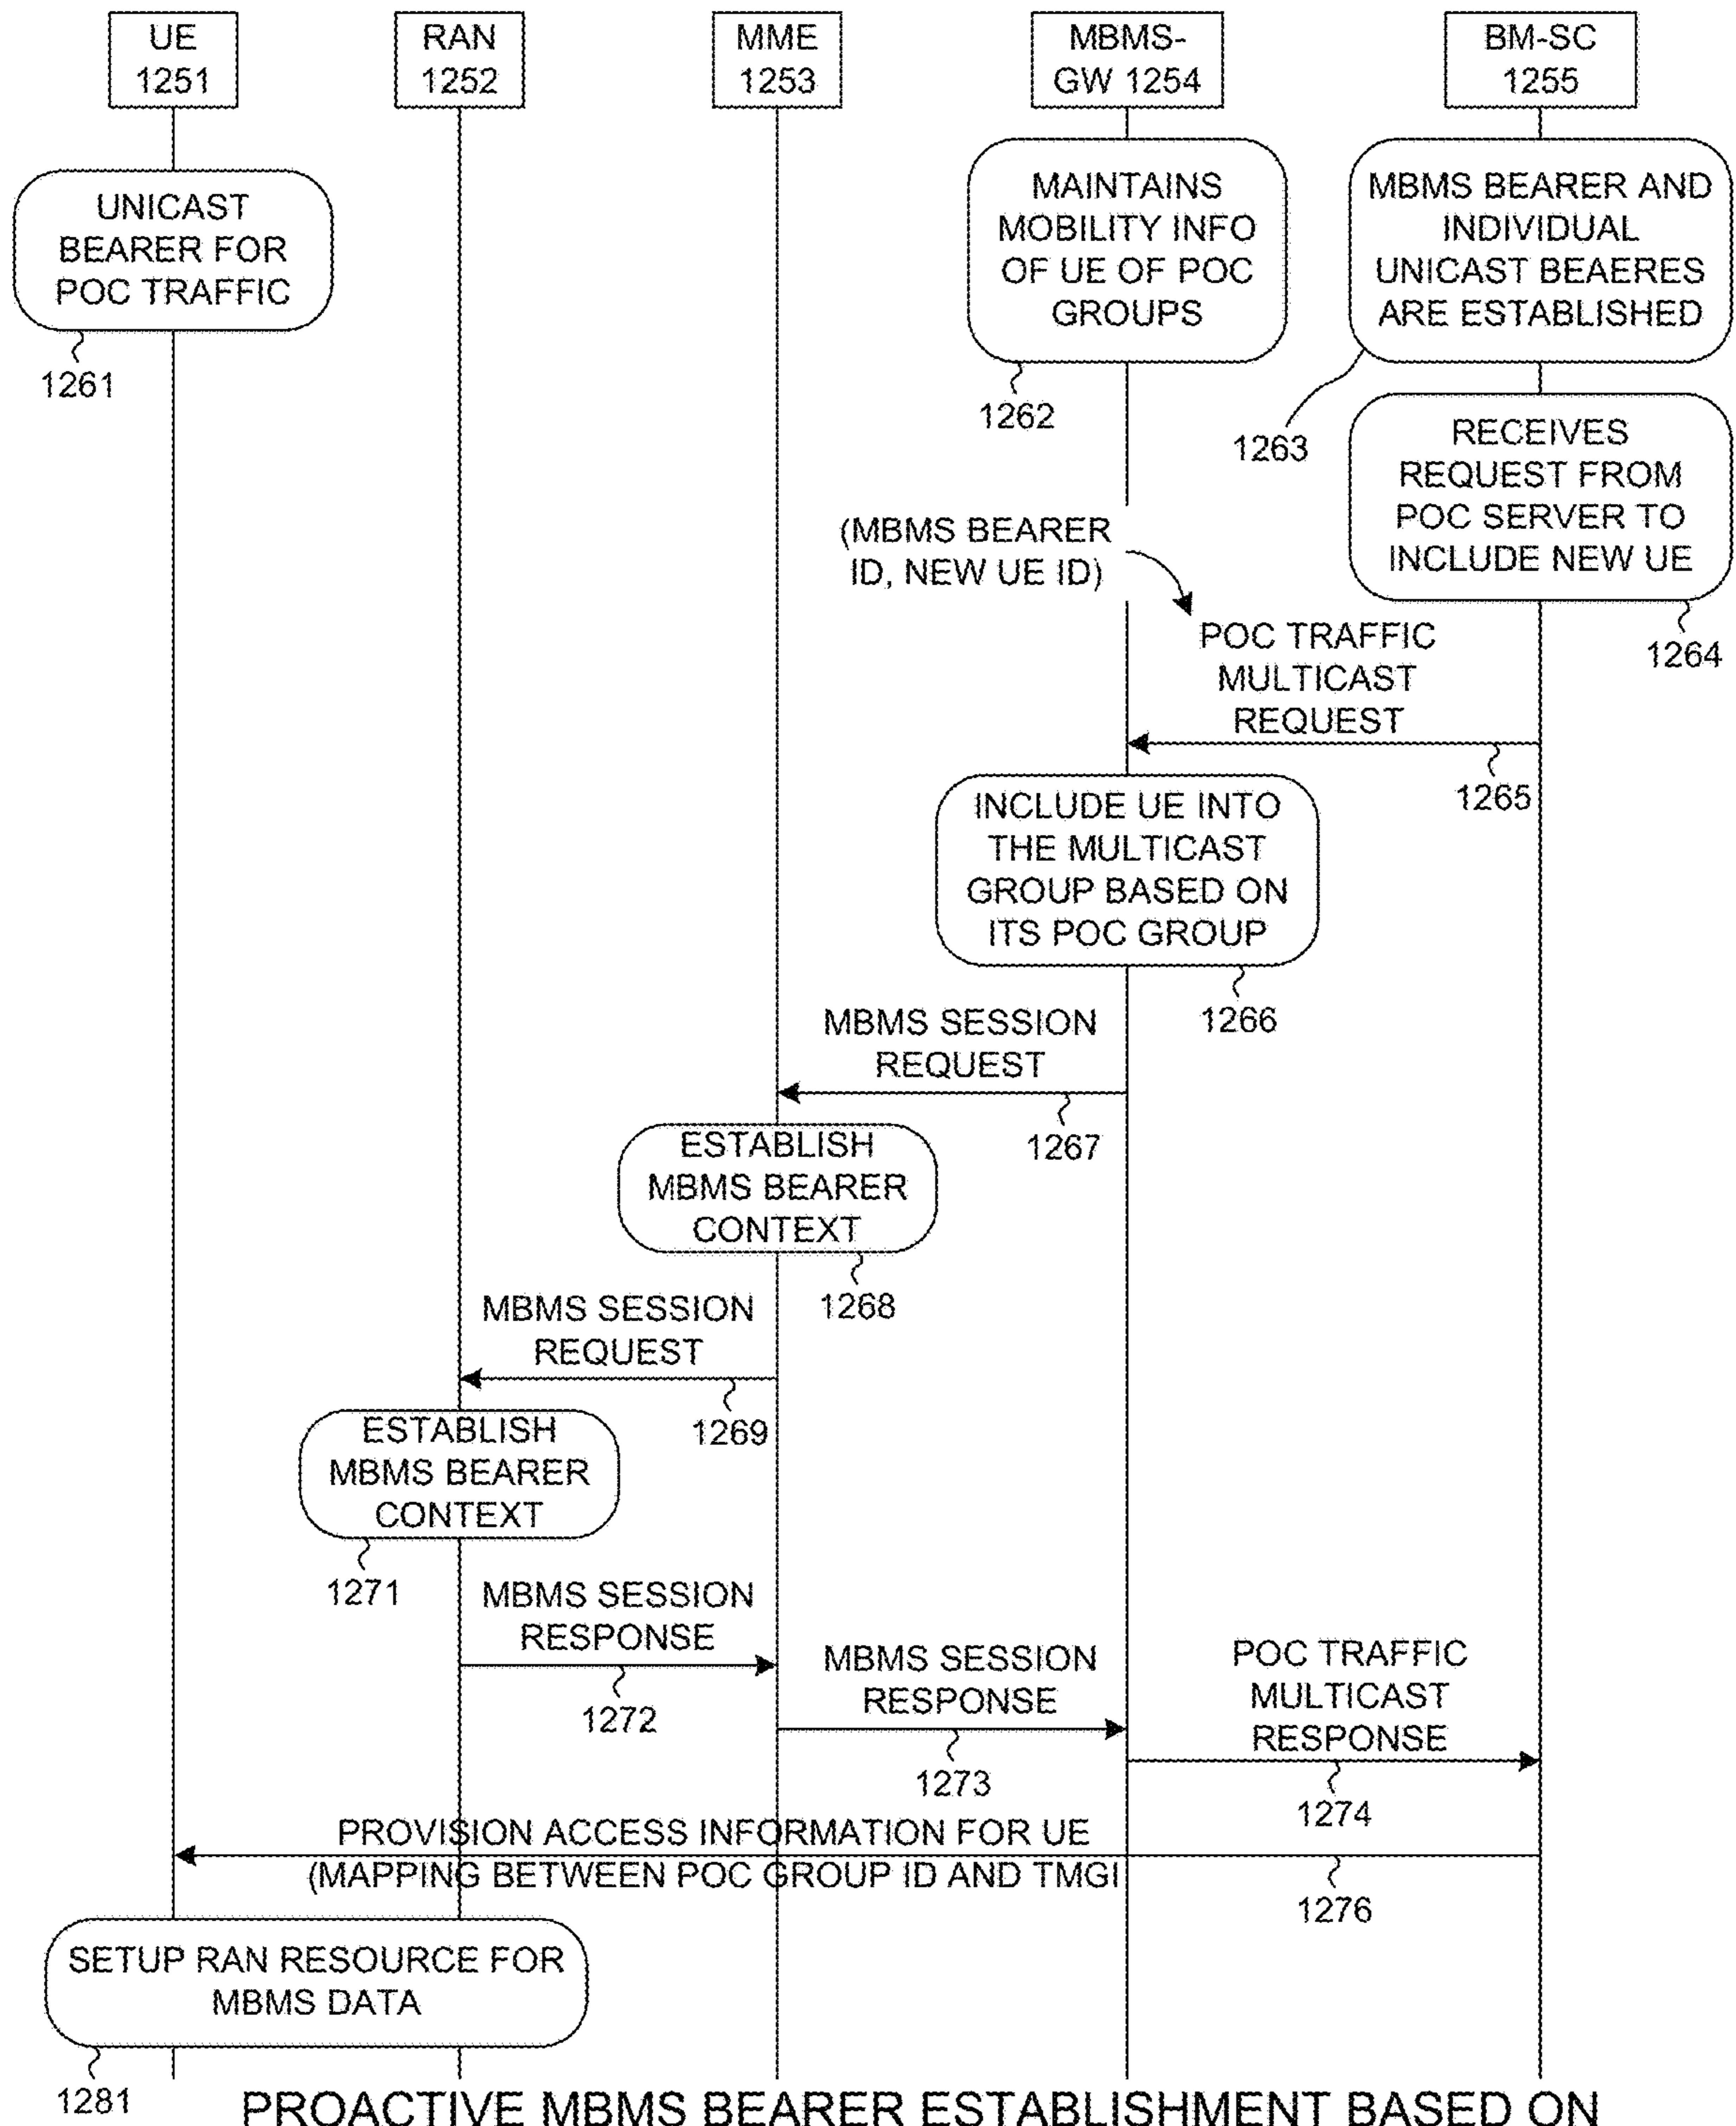 UE
1251
RAN
1252
MME
1253
MBMS-
GW 1254
BM-SC
1255
UNICAST
BEARER FOR
POC TRAFFIC
1261
MAINTAINS
MOBILITY INFO
OF UE OF POC
GROUPS
1262
MBMS BEARER AND
INDIVIDUAL
UNICAST BEAERES
ARE ESTABLISHED
1263
RECEIVES
REQUEST FROM
POC SERVER TO
INCLUDE NEW UE
1264
(MBMS BEARER
ID, NEW UE ID)
POC TRAFFIC
MULTICAST
REQUEST
1265
INCLUDE UE INTO
THE MULTICAST
GROUP BASED ON
ITS POC GROUP
1266
MBMS SESSION
REQUEST
1267
ESTABLISH
MBMS BEARER
CONTEXT
1268
MBMS SESSION
REQUEST
1269
ESTABLISH
MBMS BEARER
CONTEXT
1271
MBMS SESSION
RESPONSE
1272
MBMS SESSION
RESPONSE
1273
POC TRAFFIC
MULTICAST
RESPONSE
1274
PROVISION ACCESS INFORMATION FOR UE
(MAPPING BETWEEN POC GROUP ID AND TMGI
1276
SETUP RAN RESOURCE FOR
MBMS DATA
1281
PROACTIVE MBMS BEARER ESTABLISHMENT BASED ON